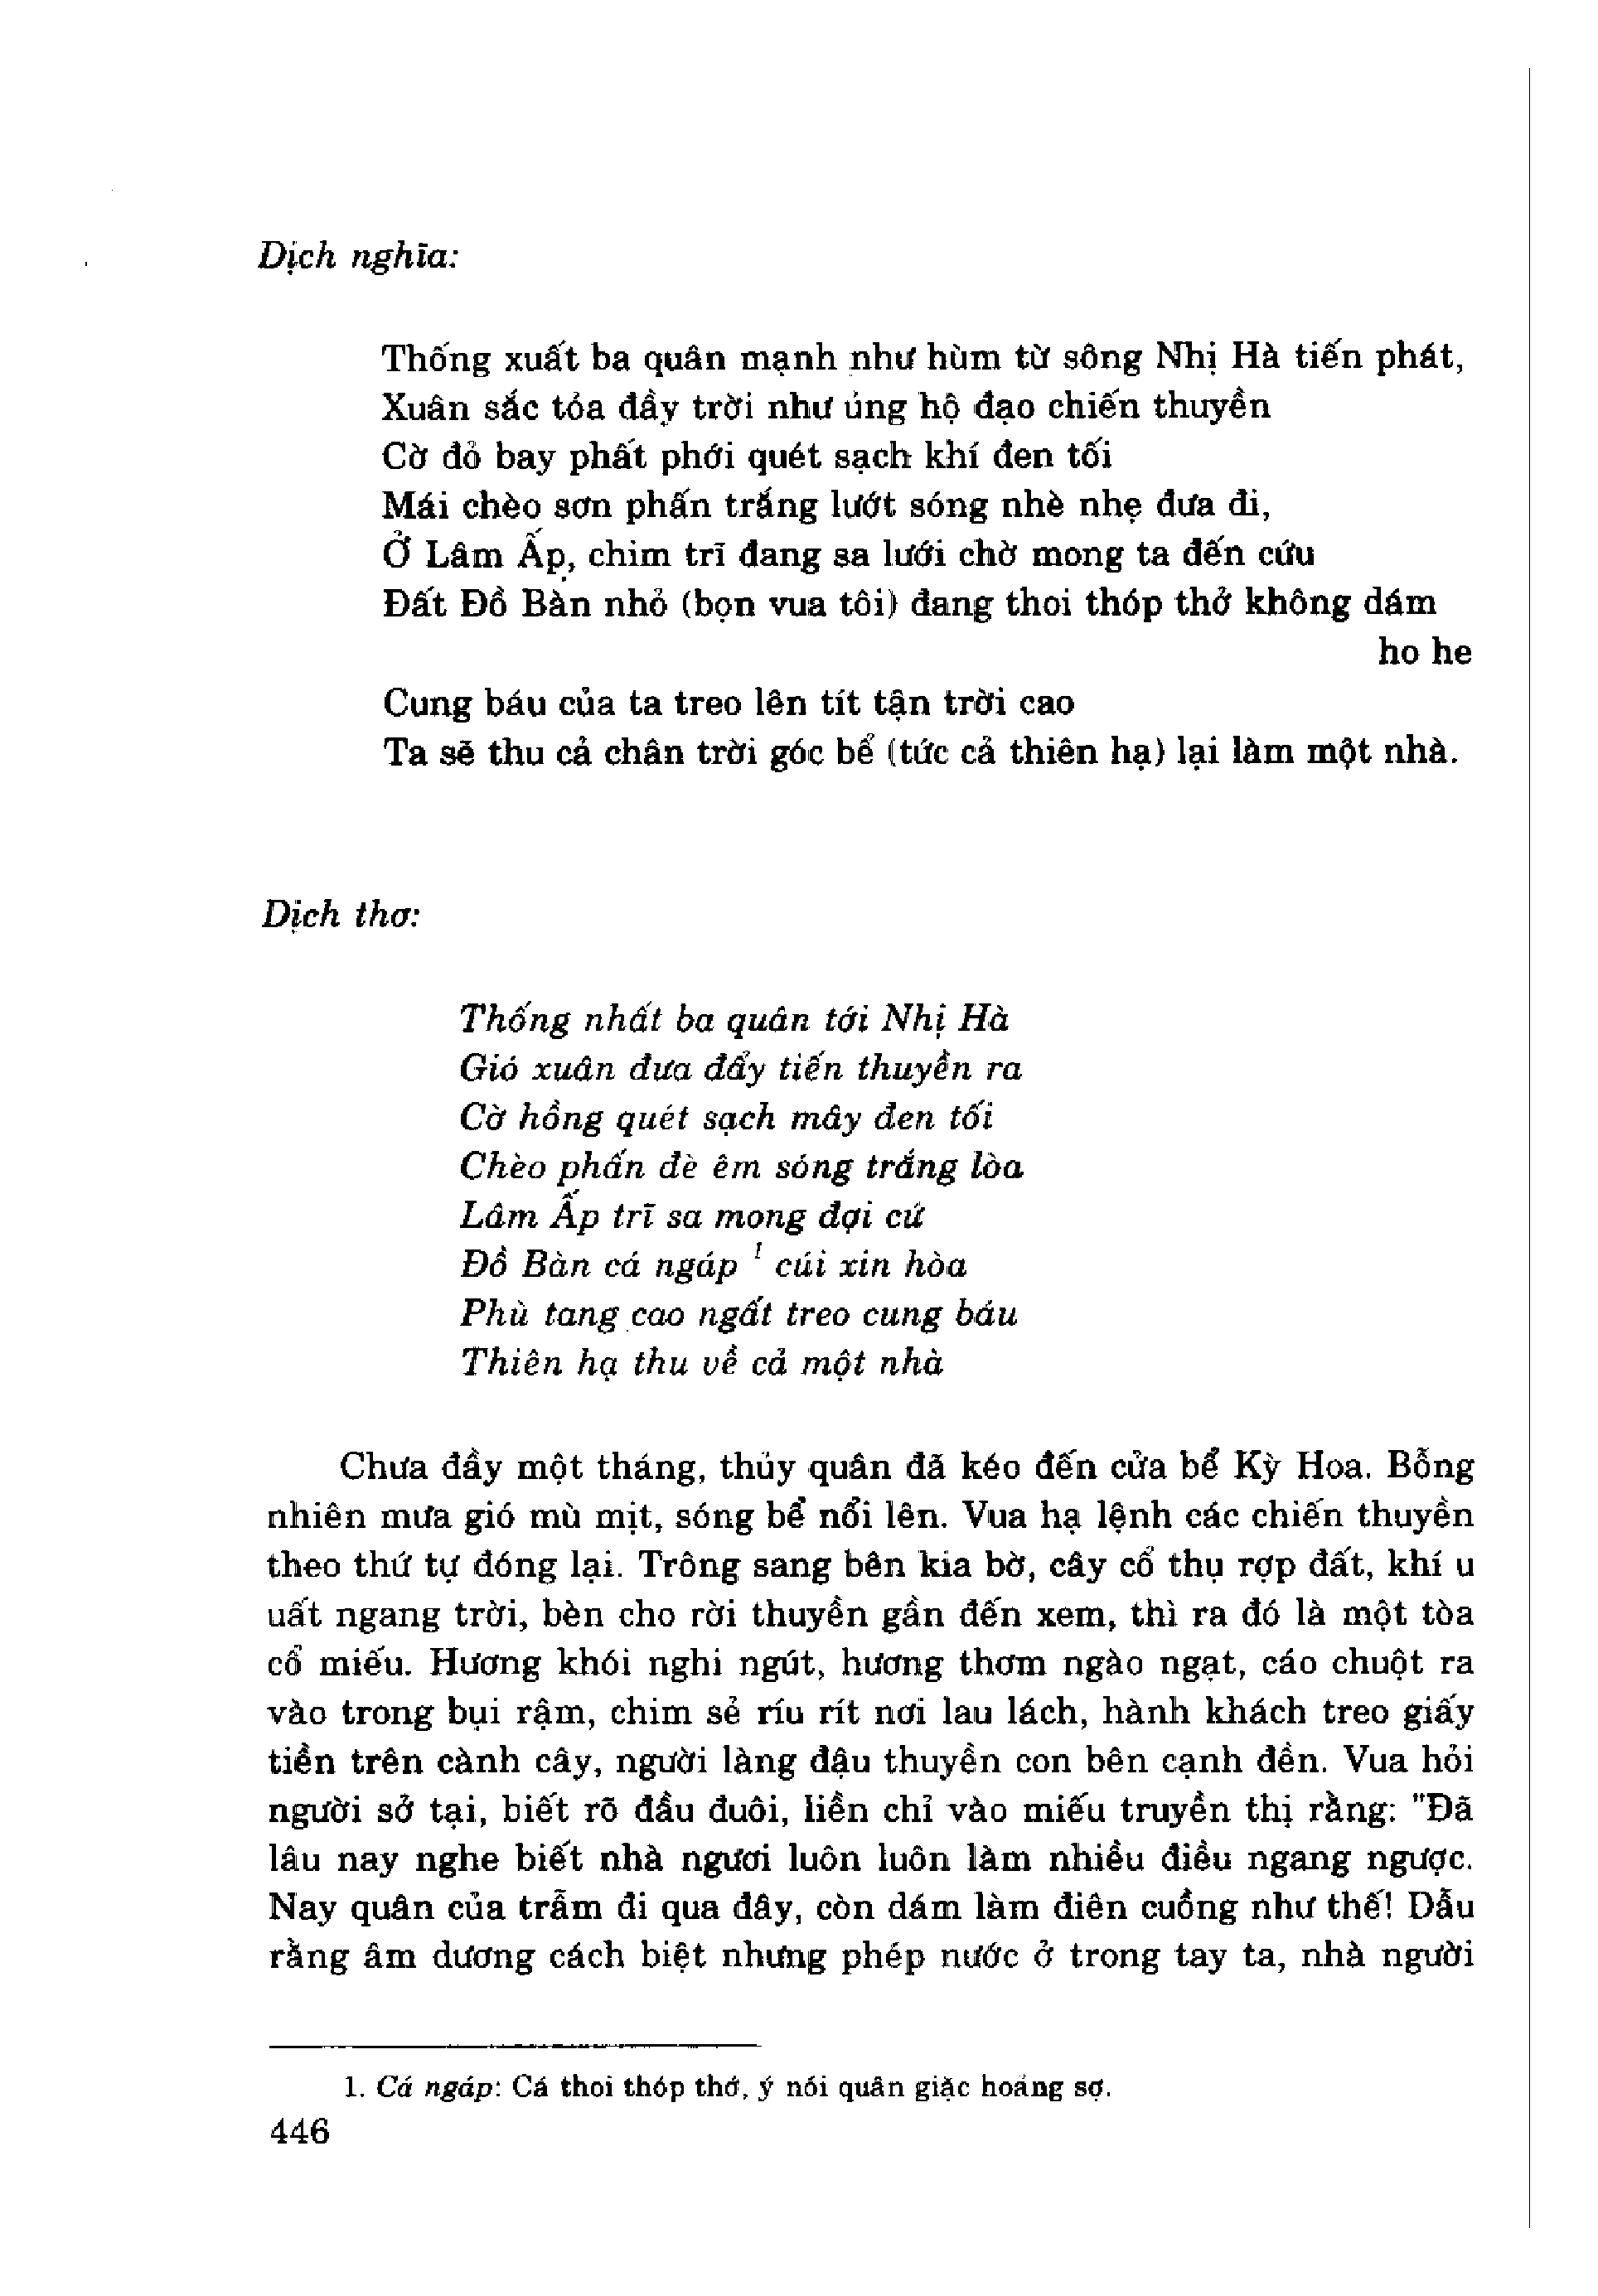 Dịch nghĩa:
Thống xuất ba quân mạnh như hùm từ sông Nhị Hà tiến phát,
Xuân sắc tỏa đầy trời như ủng hộ đạo chiến thuyền
Cờ đỏ bay phất phới quét sạch khí đen tối
Mái chèo sơn phấn trắng lướt sóng nhè nhẹ đưa đi,
Ở Lâm Ấp, chim trĩ đang sa lưới chờ mong ta đến cứu
Đất Đồ Bàn nhỏ (bọn vua tôi) đang thoi thóp thở không dám
ho he
Cung báu của ta treo lên tít tận trời cao
Ta sẽ thu cả chân trời góc bể (tức cả thiên hạ) lại làm một nhà.
Dịch thơ:
Thống nhất ba quân tới Nhị Hà
Gió xuân đưa đẩy tiến thuyền ra
Cờ hồng quét sạch mây đen tối
Chèo phấn đè êm sóng trắng lòa
Lâm Ấp trĩ sa mong đợi cứ
Đồ Bàn cá ngáp 1 cúi xin hòa
Phù tang cao ngất treo cung báu
Thiên hạ thu về cả một nhà
Chưa đầy một tháng, thủy quân đã kéo đến cửa bể Kỳ Hoa. Bỗng
nhiên mưa gió mù mịt, sóng bể nổi lên. Vua hạ lệnh các chiến thuyền
theo thứ tự đóng lại. Trông sang bên kia bờ, cây cổ thụ rợp đất, khí u
uất ngang trời, bèn cho rời thuyền gần đến xem, thì ra đó là một tòa
cổ miếu. Hương khói nghi ngút, hương thơm ngào ngạt, cáo chuột ra
vào trong bụi rậm, chim sẻ ríu rít nơi lau lách, hành khách treo giấy
tiền trên cành cây, người làng đậu thuyền con bên cạnh đền. Vua hỏi
người sở tại, biết rõ đầu đuôi, liền chỉ vào miếu truyền thị rằng: "Đã
lâu nay nghe biết nhà ngươi luôn luôn làm nhiều điều ngang ngược.
Nay quân của trẫm đi qua đây, còn dám làm điên cuồng như thế! Dẫu
rằng âm dương cách biệt nhưng phép nước ở trong tay ta, nhà người
1. Cá ngáp: Cá thoi thóp thở, ý nói quân giặc hoảng sợ.
446